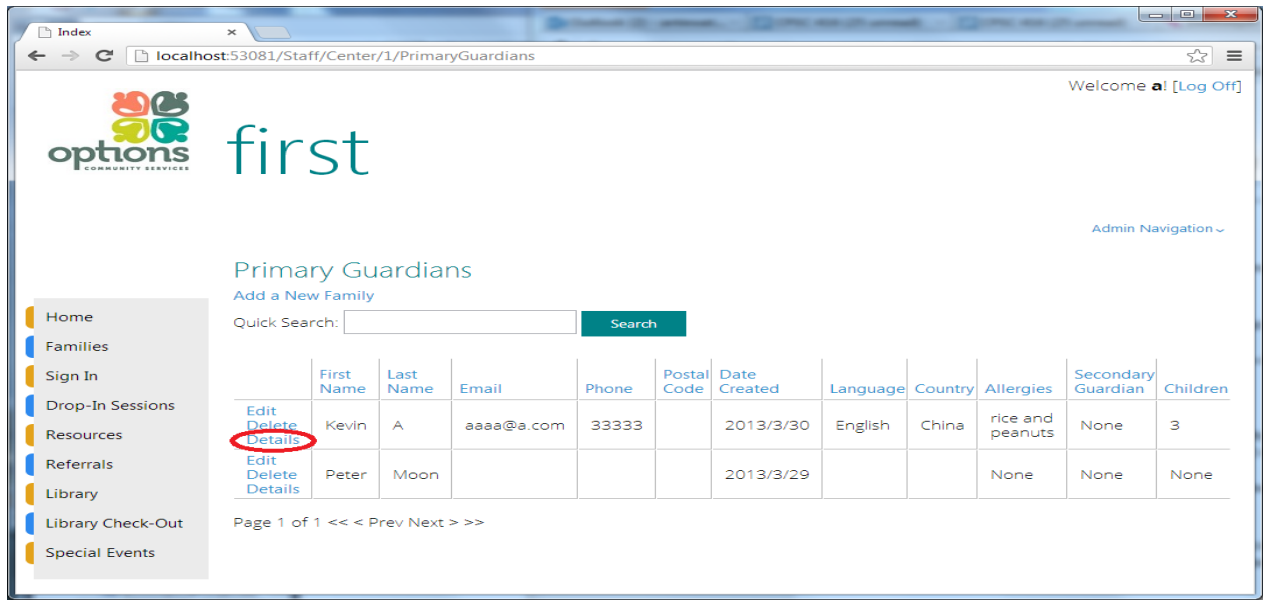 Index
localhost:53081/Staff/Center/1/PrimaryGuardians
Welcome a! [Log Off]
options
COMMUNITY SERVICES
first
Admin Navigation
Primary Guardians
Add a New Family
Quick Search: Search
Home
Families
Sign In
Drop-In Sessions
Resources
Referrals
Library
Library Check-Out
Special Events
First Name Last Name Email Phone Postal Code Date Created Language Country Allergies Secondary Guardian Children
Edit
Delete Kevin A aaaa@a.com 33333 2013/3/30 English China rice and peanuts None 3
Details
Edit
Delete Peter Moon 2013/3/29 None None None
Details
Page 1 of 1 << < Prev Next > >>